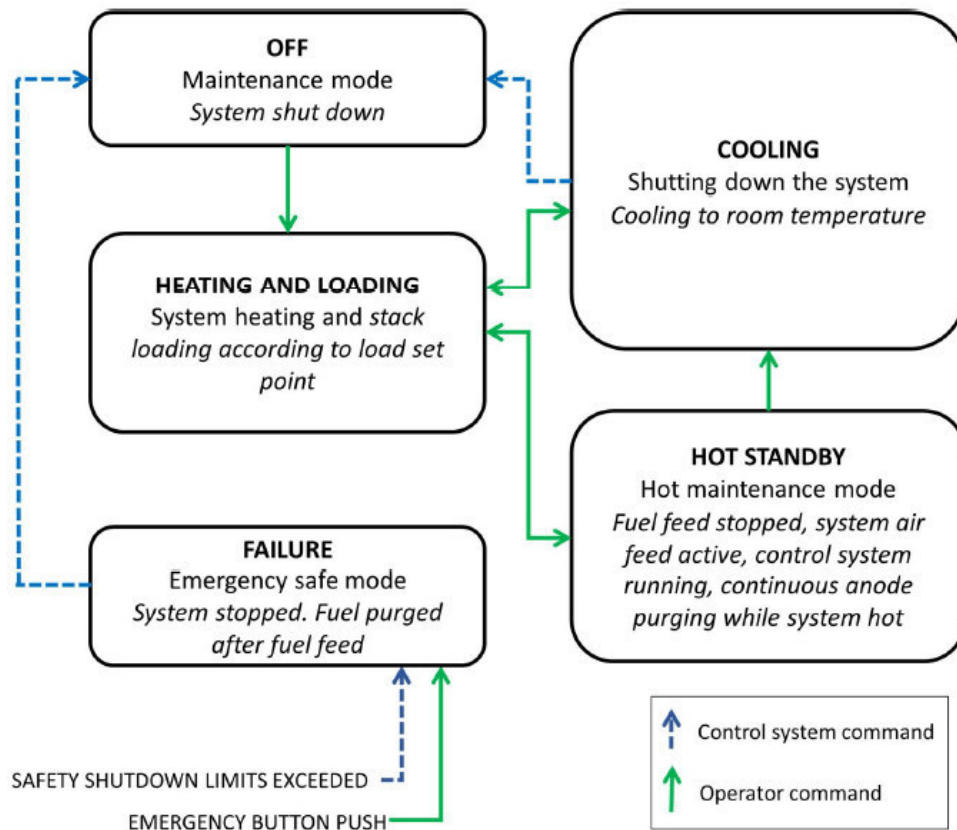 OFF
Maintenance mode
System shut down
COOLING
Shutting down the system
Cooling to room temperature
HEATING AND LOADING
System heating and stack
loading according to load set
point
HOT STANDBY
Hot maintenance mode
Fuel feed stopped, system air
feed active, control system
running, continuous anode
purging while system hot
FAILURE
Emergency safe mode
System stopped. Fuel purged
after fuel feed
SAFETY SHUTDOWN LIMITS EXCEEDED
EMERGENCY BUTTON PUSH
Control system command
Operator command